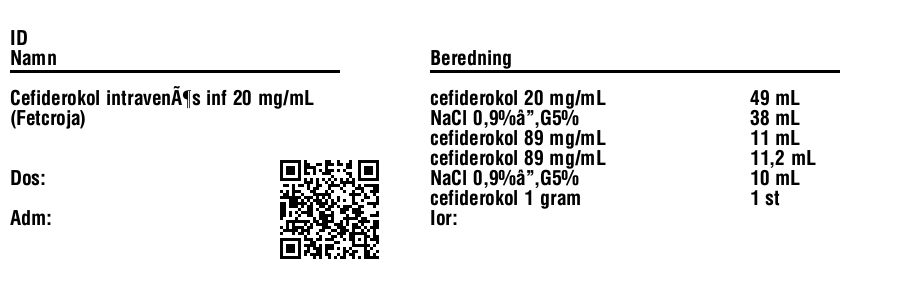 ID
Namn
Cefiderokol intravenÃ¶s inf 20 mg/mL
(Fetcroja)
Dos:
Adm:
Beredning
cefiderokol 20 mg/mL 49 mL
NaCl 0,9%â”‚G5% 38 mL
cefiderokol 89 mg/mL 11 mL
cefiderokol 89 mg/mL 11,2 mL
NaCl 0,9%â”‚G5% 10 mL
cefiderokol 1 gram 1 st
Ior: